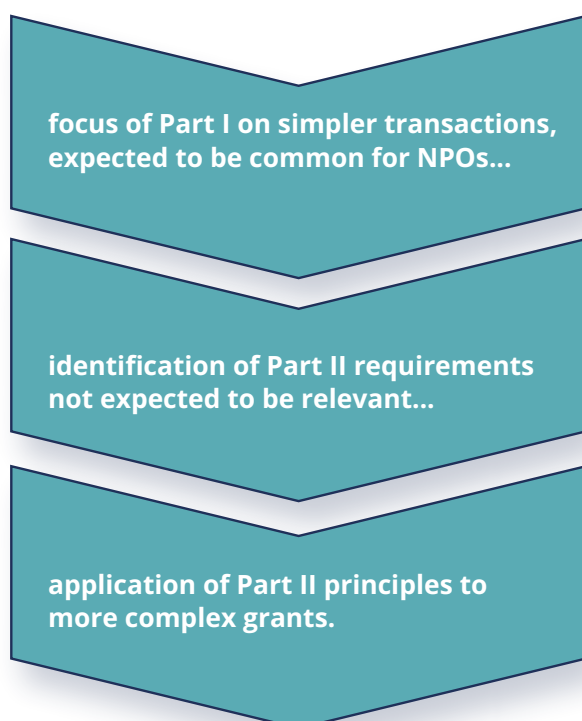 focus of Part I on simpler transactions,
expected to be common for NPOs...
identification of Part II requirements
not expected to be relevant...
application of Part II principles to
more complex grants.